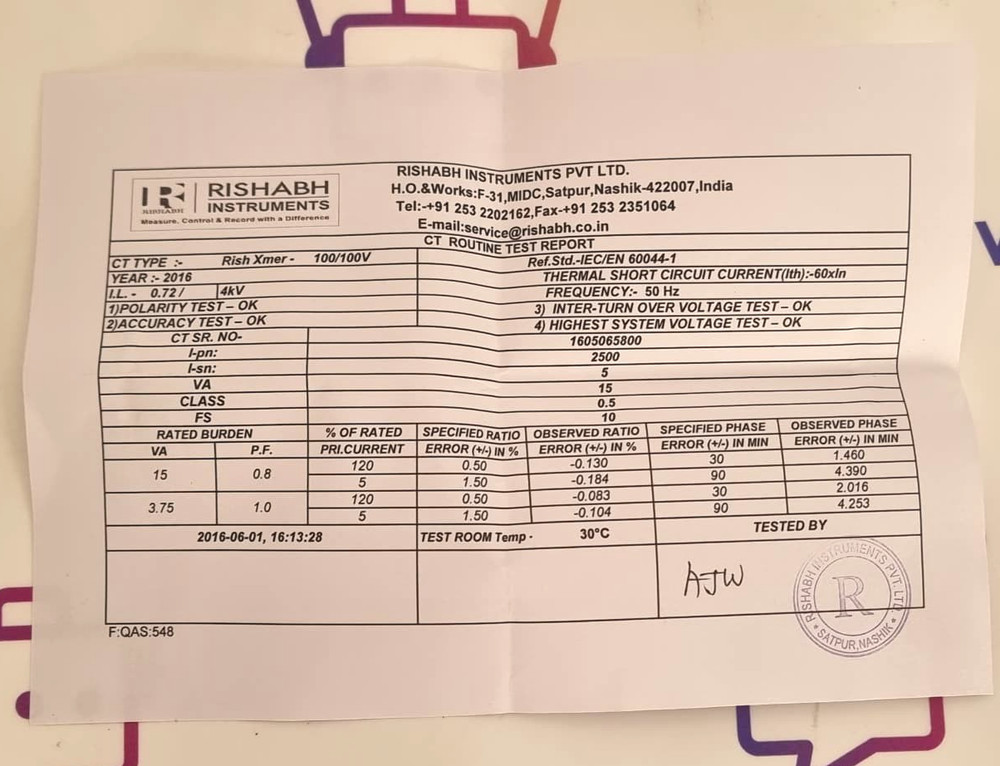 RISHABH
INSTRUMENTS
RISHABH
Measure, Control & Record with a Difference
RISHABH INSTRUMENTS PVT LTD.
H.O.&Works:F-31,MIDC,Satpur,Nashik-422007,India
Tel:-+91 253 2202162,Fax-+91 253 2351064
E-mail:service@rishabh.co.in
CT ROUTINE TEST REPORT
CT TYPE :- Rish Xmer - 100/100V Ref.Std.-IEC/EN 60044-1
YEAR :- 2016 THERMAL SHORT CIRCUIT CURRENT(Ith):-60xIn
I.L. - 0.72 / 4kV FREQUENCY:- 50 Hz
1)POLARITY TEST – OK 3) INTER-TURN OVER VOLTAGE TEST – OK
2)ACCURACY TEST – OK 4) HIGHEST SYSTEM VOLTAGE TEST – OK
CT SR. NO- 1605065800
I-pn: 2500
I-sn: 5
VA 15
CLASS 0.5
FS 10
RATED BURDEN % OF RATED SPECIFIED RATIO OBSERVED RATIO SPECIFIED PHASE OBSERVED PHASE
VA P.F. PRI.CURRENT ERROR (+/-) IN % ERROR (+/-) IN % ERROR (+/-) IN MIN ERROR (+/-) IN MIN
15 0.8 120 0.50 -0.130 30 1.460
5 1.50 -0.184 90 4.390
3.75 1.0 120 0.50 -0.083 30 2.016
5 1.50 -0.104 90 4.253
2016-06-01, 16:13:28 TEST ROOM Temp - 30°C TESTED BY
AJW
RISHABH INSTRUMENTS PVT. LTD.
R
* SATPUR,NASHIK *
F:QAS:548